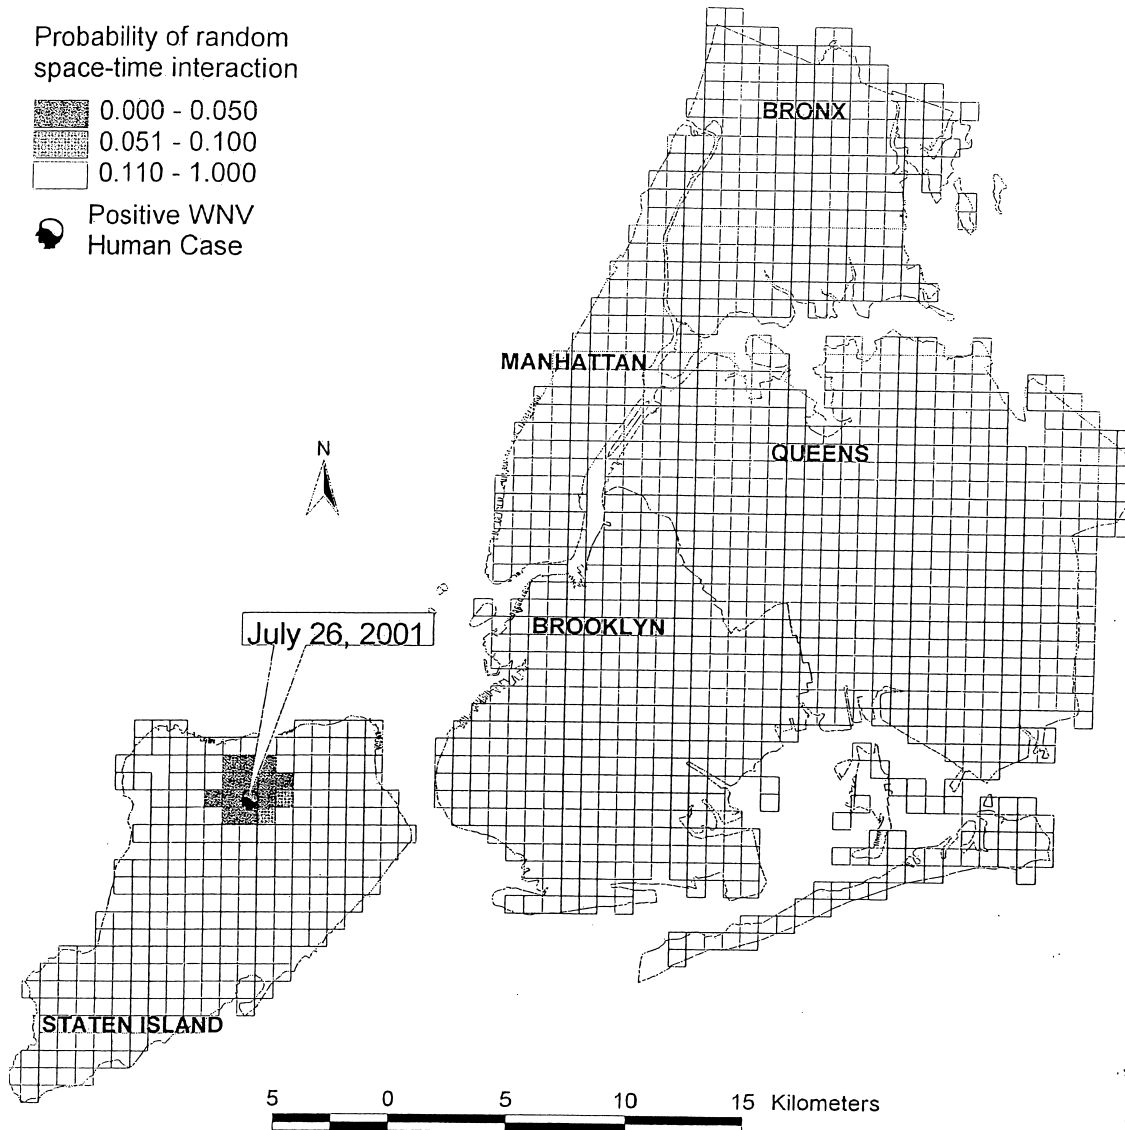 Probability of random
space-time interaction
0.000 - 0.050
0.051 - 0.100
0.110 - 1.000
Positive WNV
Human Case
BRONX
MANHATTAN
QUEENS
N
BROOKLYN
July 26, 2001
STATEN ISLAND
5 0 5 10 15 Kilometers